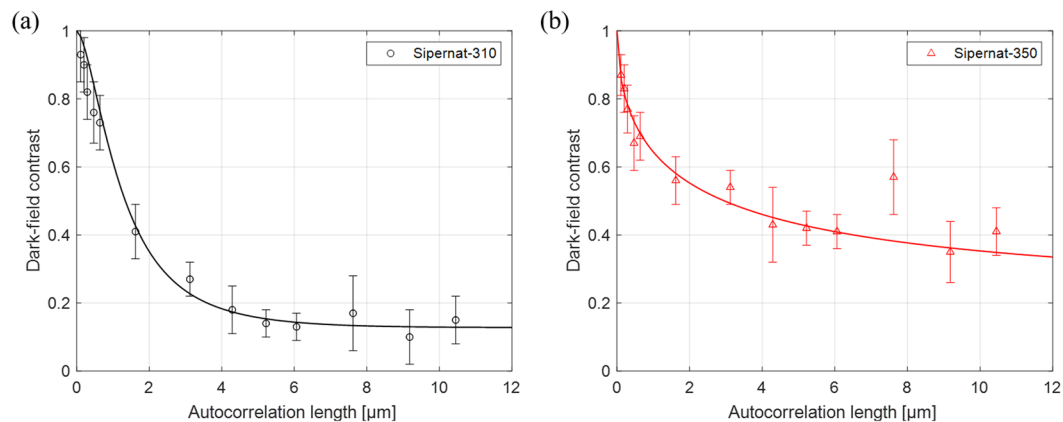 (a)
Sipernat-310
Dark-field contrast
1
0.8
0.6
0.4
0.2
0
0 2 4 6 8 10 12
Autocorrelation length [µm]
(b)
Sipernat-350
Dark-field contrast
1
0.8
0.6
0.4
0.2
0
0 2 4 6 8 10 12
Autocorrelation length [µm]